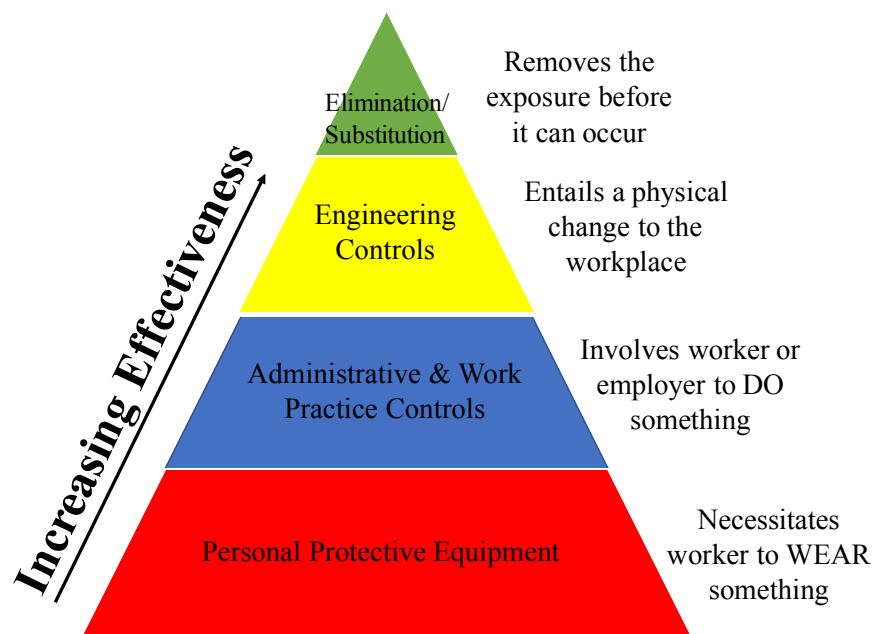 Elimination/
Substitution
Removes the
exposure before
it can occur
Engineering
Controls
Entails a physical
change to the
workplace
Administrative & Work
Practice Controls
Involves worker or
employer to DO
something
Personal Protective Equipment
Necessitates
worker to WEAR
something
Increasing Effectiveness